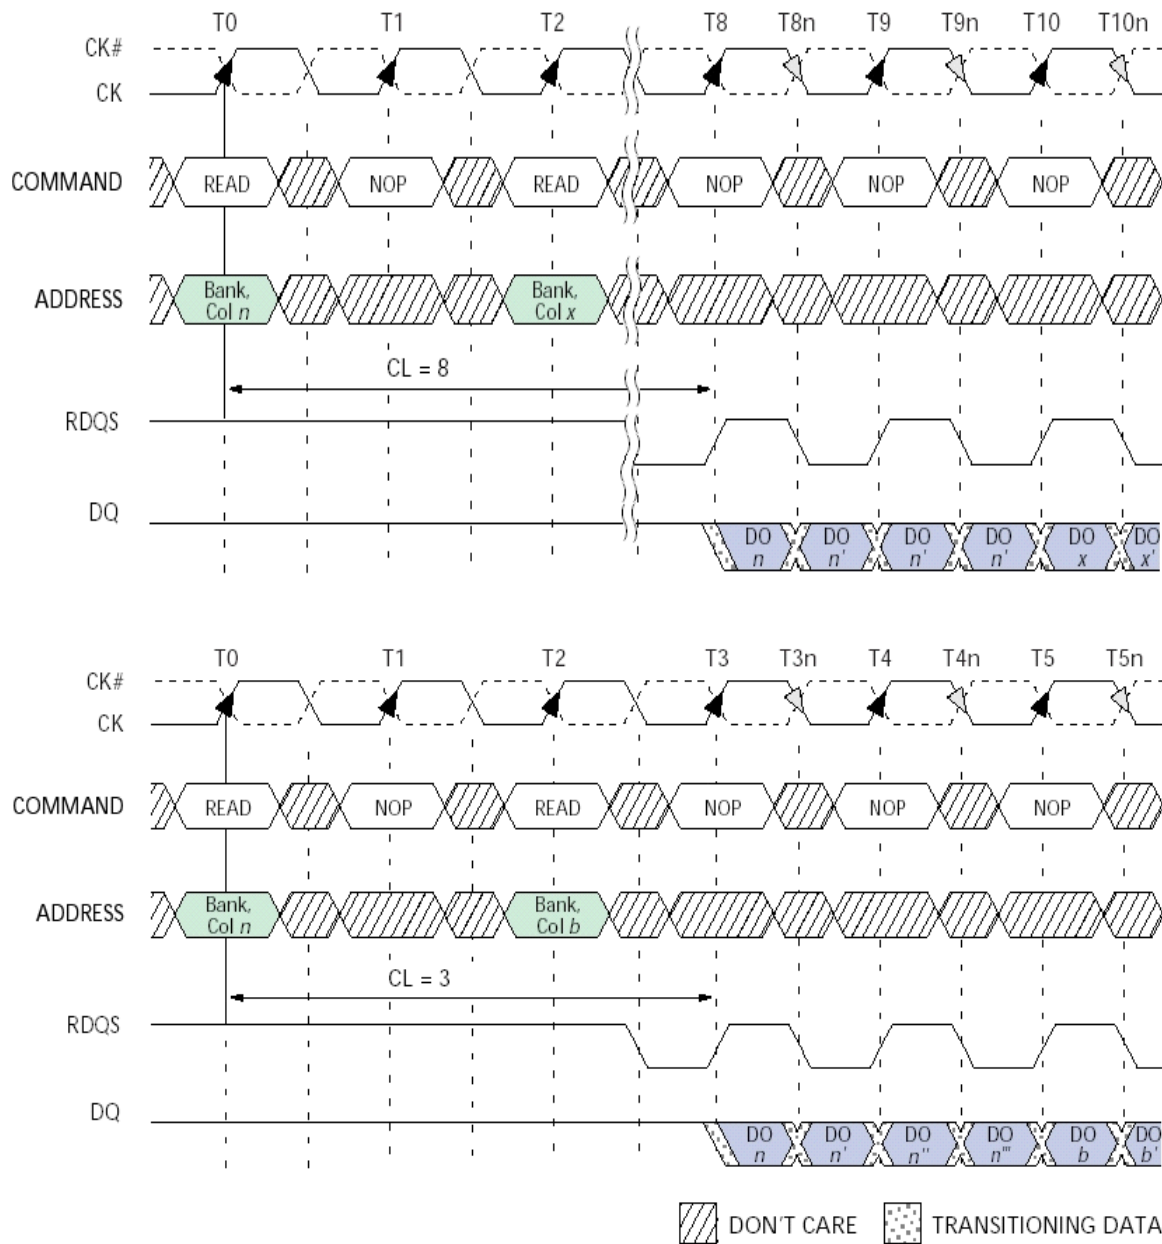 T0 T1 T2 T8 T8n T9 T9n T10 T10n
CK#
CK
COMMAND READ NOP READ NOP NOP NOP
ADDRESS Bank, Col n Bank, Col x
CL = 8
RDQS
DQ
DO n DO n' DO n' DO n' DO x DO x'
T0 T1 T2 T3 T3n T4 T4n T5 T5n
CK#
CK
COMMAND READ NOP READ NOP NOP NOP
ADDRESS Bank, Col n Bank, Col b
CL = 3
RDQS
DQ
DO n DO n' DO n'' DO n''' DO b DO b'
DON'T CARE TRANSITIONING DATA